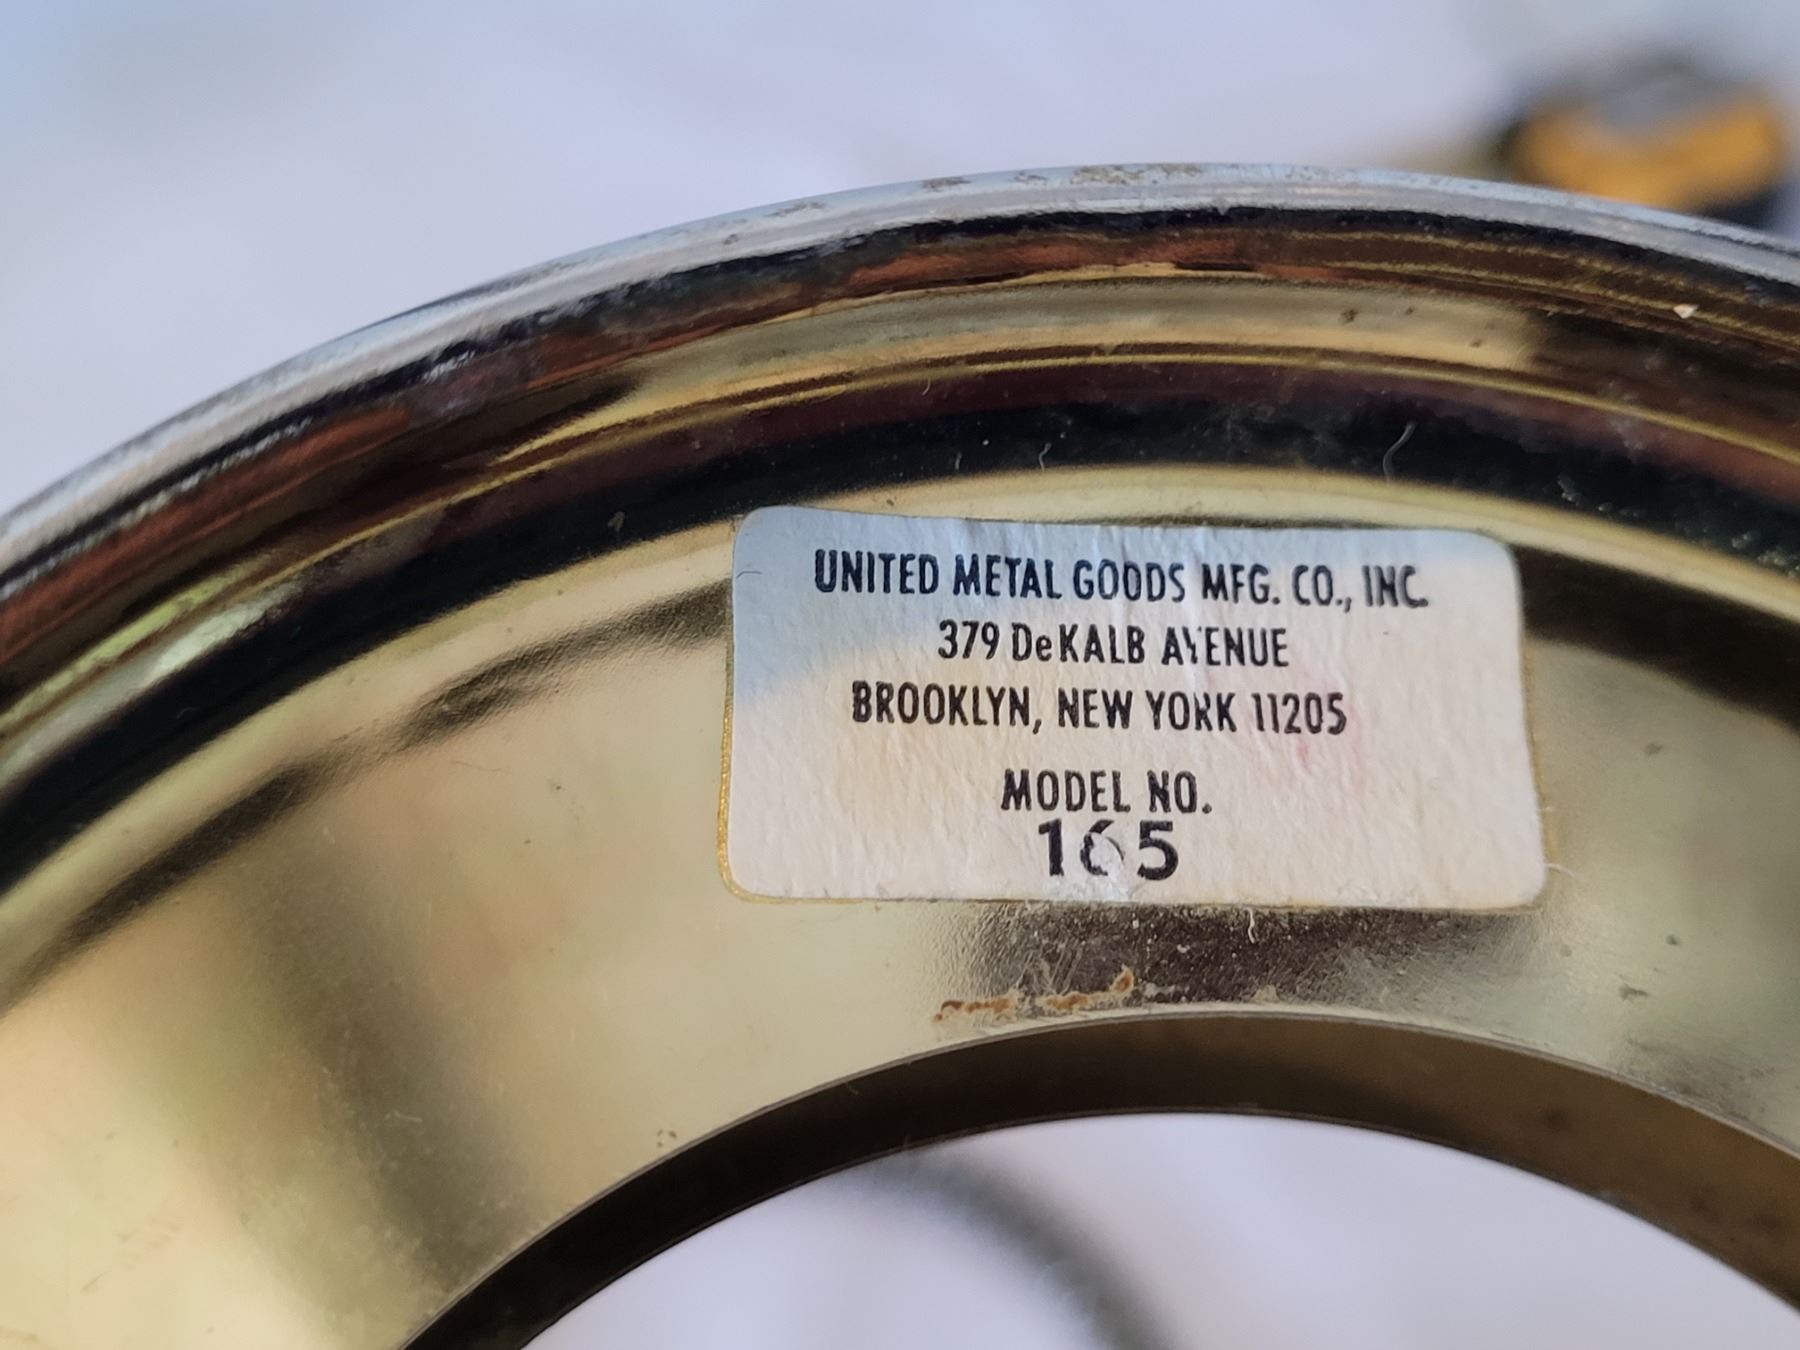 UNITED METAL GOODS MFG. CO., INC.
379 DeKALB AVENUE
BROOKLYN, NEW YORK 11205
MODEL NO.
165